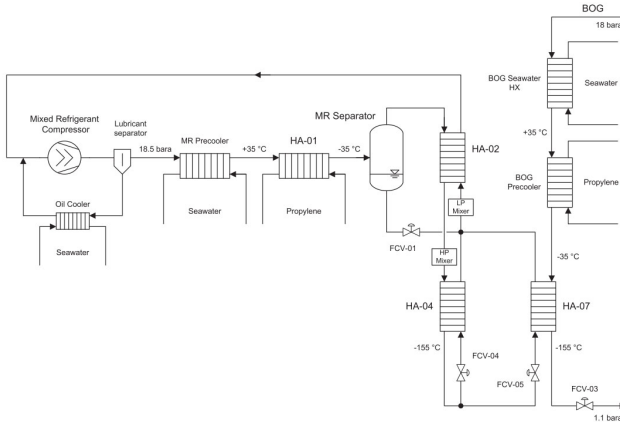 BOG
18 bara
BOG Seawater
HX
Seawater
Mixed Refrigerant
Compressor
Lubricant
separator
MR Separator
18.5 bara
MR Precooler
+35 °C
HA-01
-35 °C
HA-02
+35 °C
BOG
Precooler
Propylene
Oil Cooler
Seawater
Seawater
Propylene
LP
Mixer
FCV-01
HP
Mixer
-35 °C
HA-04
HA-07
-155 °C
-155 °C
FCV-04
FCV-05
FCV-03
1.1 bara